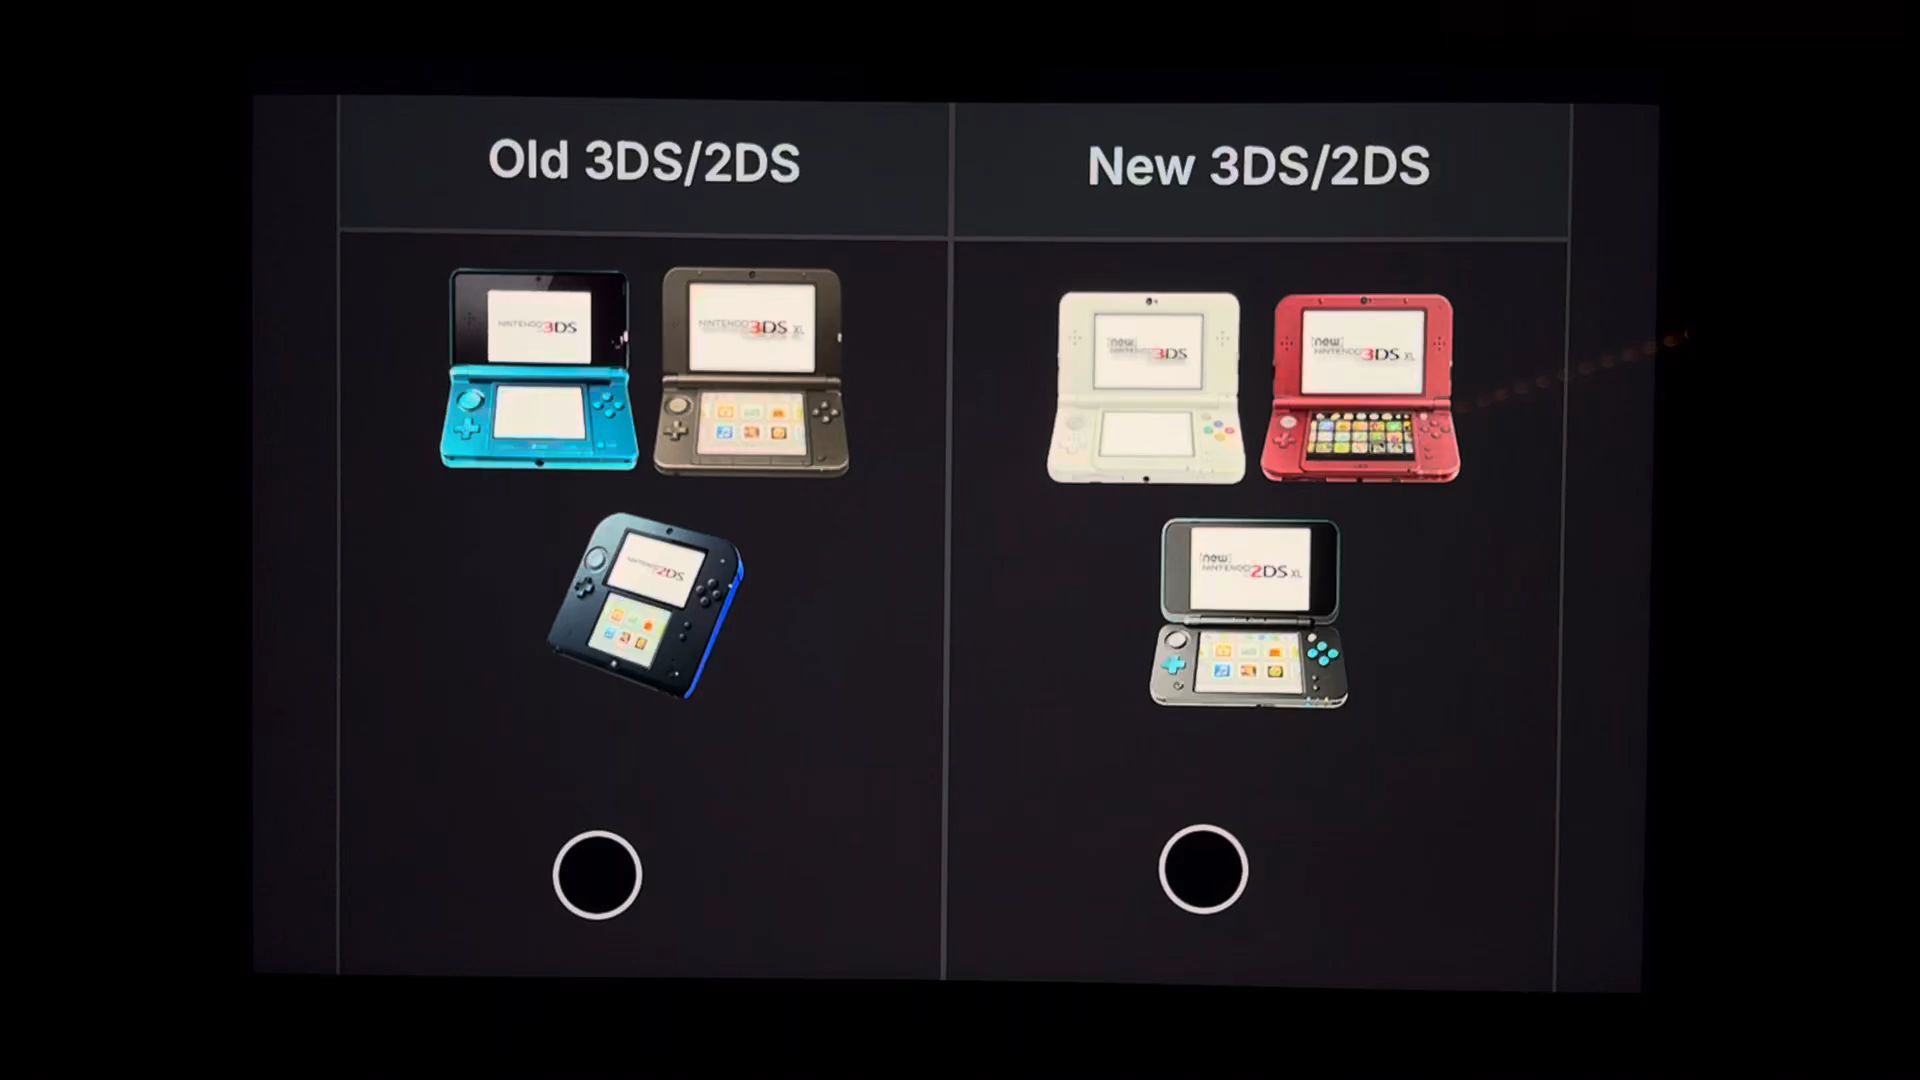 Old 3DS/2DS
New 3DS/2DS
NINTENDO 3DS
NINTENDO 3DS XL
new
NINTENDO 3DS
new
NINTENDO 3DS XL
NINTENDO 2DS
new
NINTENDO 2DS XL